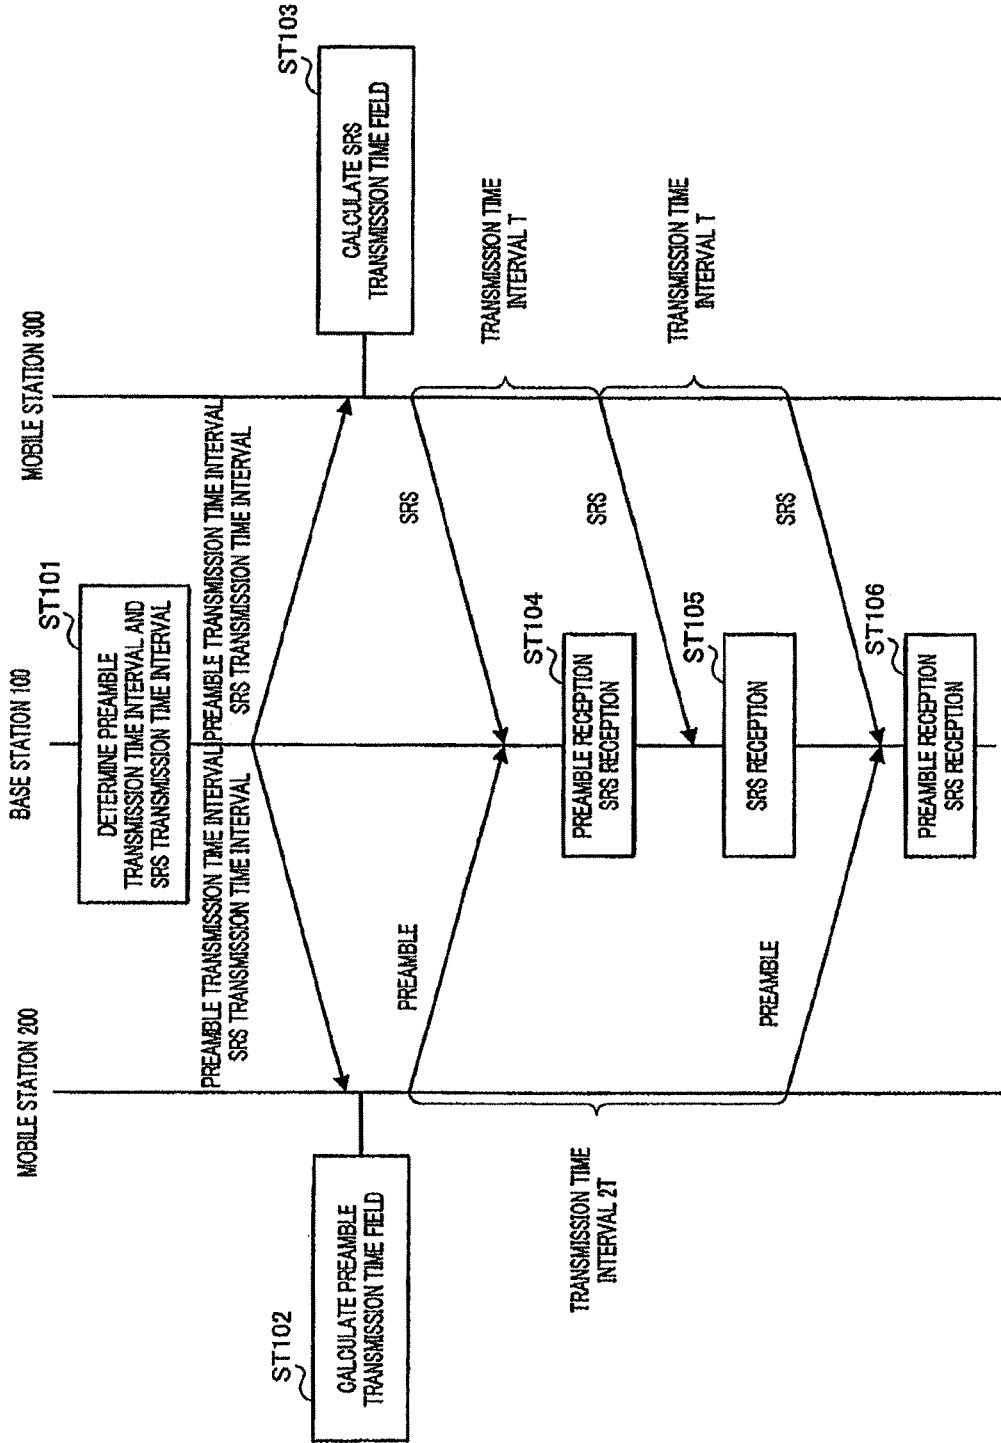 MOBILE STATION 200
BASE STATION 100
MOBILE STATION 300
ST101
DETERMINE PREAMBLE
TRANSMISSION TIME INTERVAL AND
SRS TRANSMISSION TIME INTERVAL
PREAMBLE TRANSMISSION TIME INTERVAL
SRS TRANSMISSION TIME INTERVAL
PREAMBLE TRANSMISSION TIME INTERVAL
SRS TRANSMISSION TIME INTERVAL
ST102
CALCULATE PREAMBLE
TRANSMISSION TIME FIELD
ST103
CALCULATE SRS
TRANSMISSION TIME FIELD
PREAMBLE
SRS
TRANSMISSION TIME
INTERVAL T
ST104
PREAMBLE RECEPTION
SRS RECEPTION
TRANSMISSION TIME
INTERVAL 2T
SRS
TRANSMISSION TIME
INTERVAL T
ST105
SRS RECEPTION
PREAMBLE
SRS
ST106
PREAMBLE RECEPTION
SRS RECEPTION